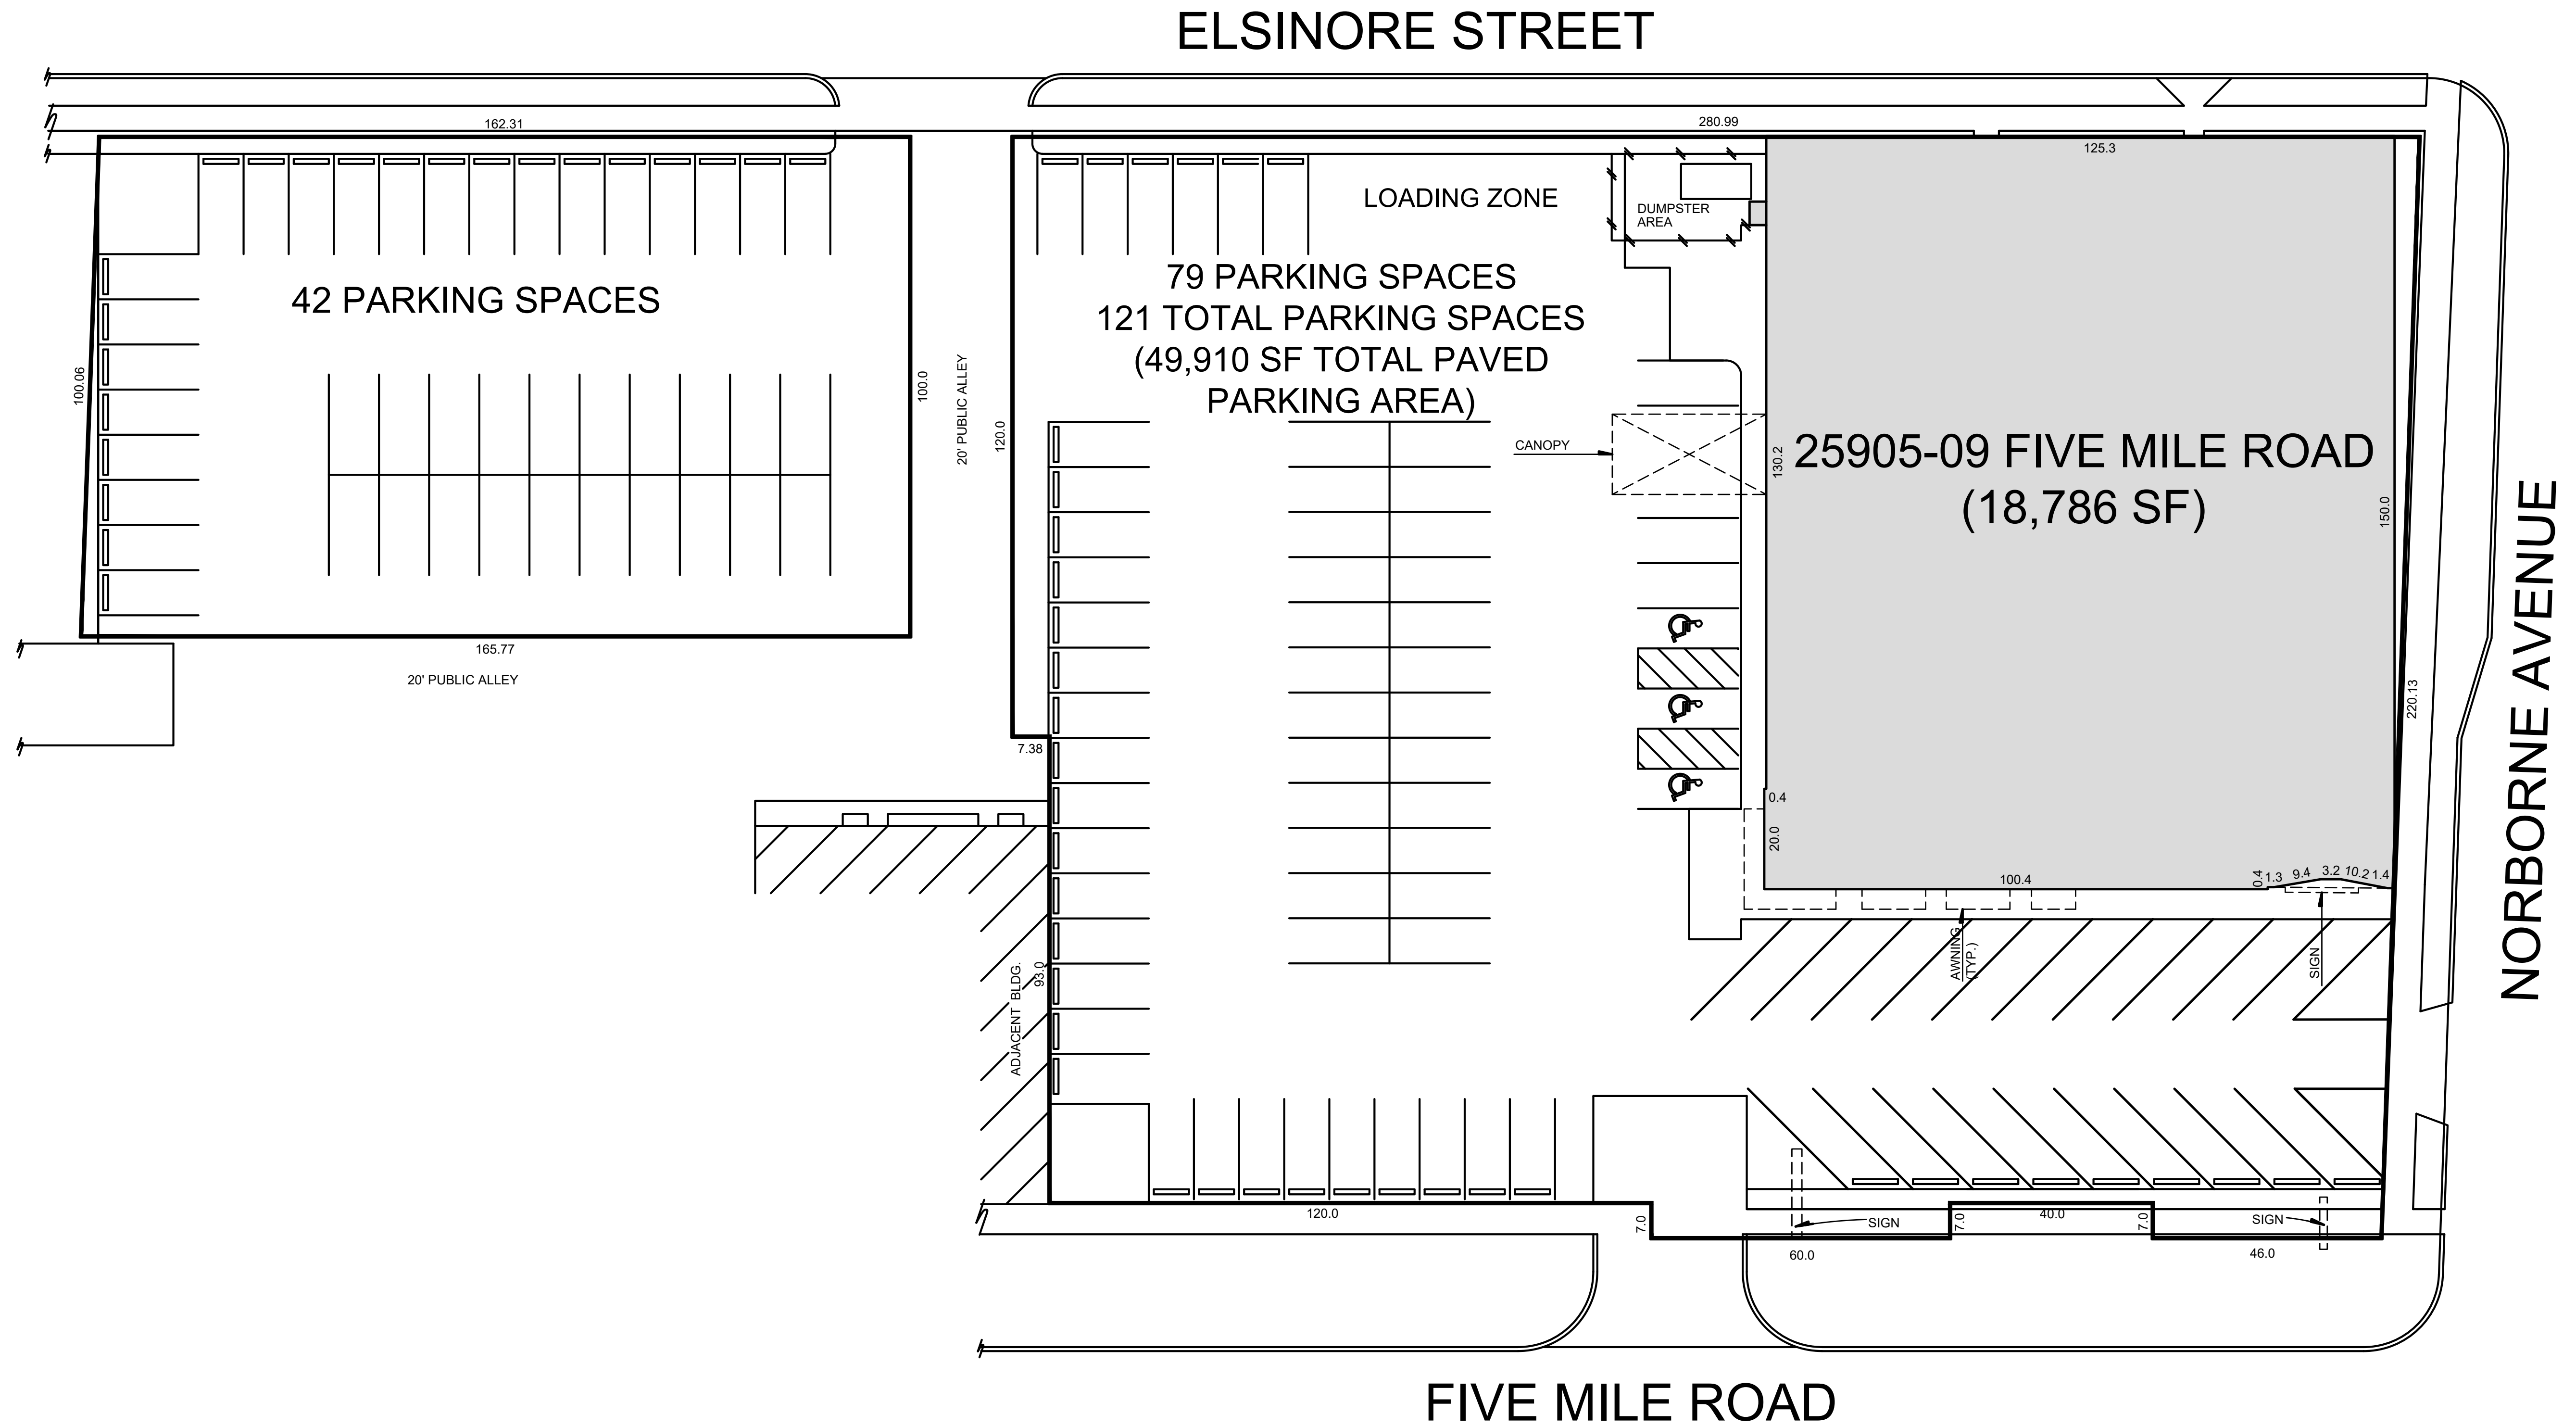 ELSINORE STREET
162.31
280.99
125.3
LOADING ZONE
DUMPSTER
AREA
42 PARKING SPACES
79 PARKING SPACES
121 TOTAL PARKING SPACES
(49,910 SF TOTAL PAVED
PARKING AREA)
100.06
100.0
20' PUBLIC ALLEY
120.0
CANOPY
130.2
25905-09 FIVE MILE ROAD
(18,786 SF)
150.0
NORBORNE AVENUE
165.77
20' PUBLIC ALLEY
220.13
7.38
0.4
20.0
100.4
0.4
1.3
9.4
3.2
10.2
1.4
ADJACENT BLDG.
93.0
AWNING
(TYP.)
SIGN
120.0
7.0
SIGN
7.0
40.0
7.0
SIGN
60.0
46.0
FIVE MILE ROAD